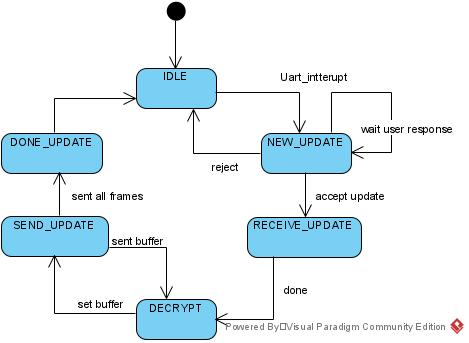 IDLE
Uart_intterupt
wait user response
DONE_UPDATE
NEW_UPDATE
reject
sent all frames
accept update
SEND_UPDATE
RECEIVE_UPDATE
sent buffer
done
set buffer
DECRYPT
Powered By□Visual Paradigm Community Edition